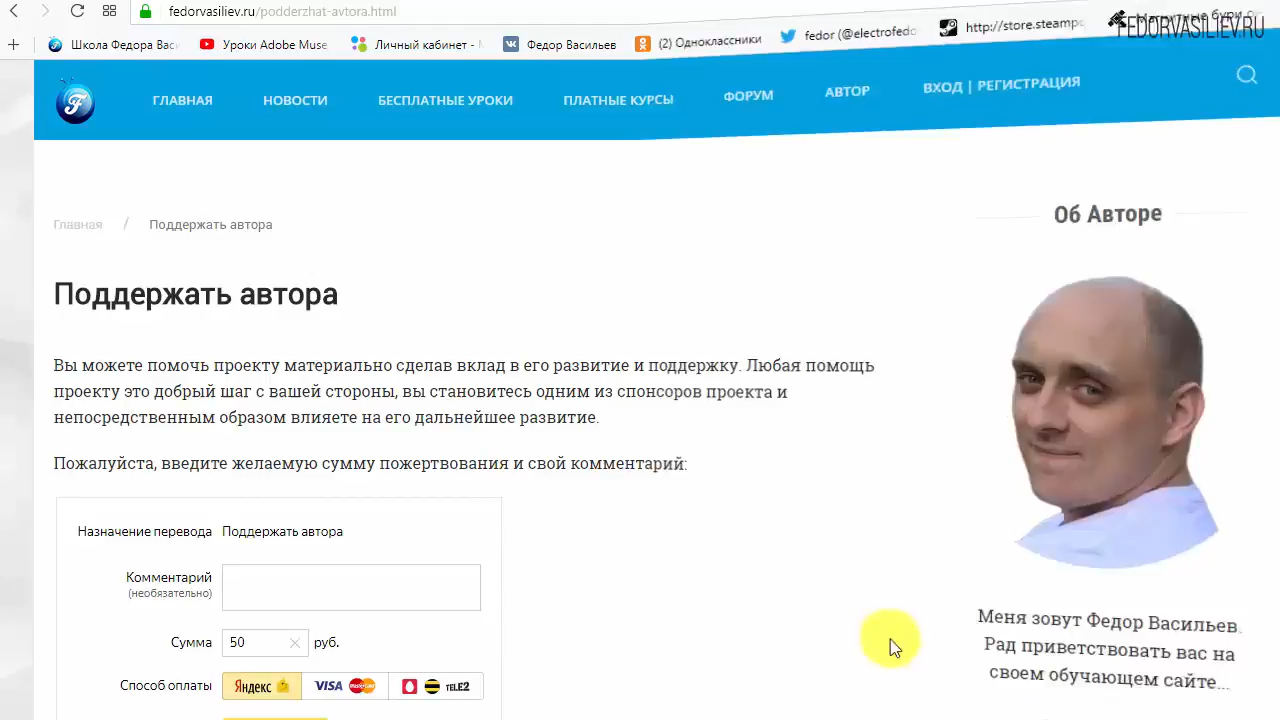 fedorvasiliev.ru/podderzhat-avtora.html
FEDORVASILIEV.RU
Школа Федора Васи
Уроки Adobe Muse
Личный кабинет -
Федор Васильев
(2) Одноклассники
fedor (@electrofedo
http://store.steampo
ГЛАВНАЯ
НОВОСТИ
БЕСПЛАТНЫЕ УРОКИ
ПЛАТНЫЕ КУРСЫ
ФОРУМ
АВТОР
ВХОД | РЕГИСТРАЦИЯ
Главная / Поддержать автора
Поддержать автора
Вы можете помочь проекту материально сделав вклад в его развитие и поддержку. Любая помощь
проекту это добрый шаг с вашей стороны, вы становитесь одним из спонсоров проекта и
непосредственным образом влияете на его дальнейшее развитие.
Пожалуйста, введите желаемую сумму пожертвования и свой комментарий:
Назначение перевода Поддержать автора
Комментарий
(необязательно)
Сумма 50 руб.
Способ оплаты Яндекс VISA MasterCard TELE2
Об Авторе
Меня зовут Федор Васильев.
Рад приветствовать вас на
своем обучающем сайте...